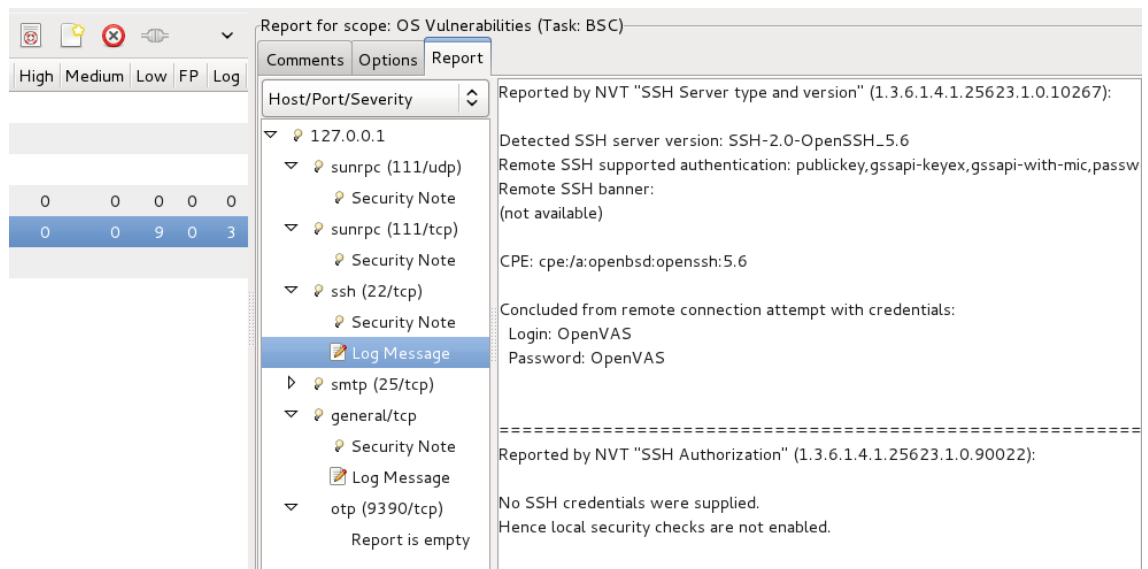 Report for scope: OS Vulnerabilities (Task: BSC)
Comments Options Report
High Medium Low FP Log
0 0 0 0 0
0 0 9 0 3
Host/Port/Severity
127.0.0.1
sunrpc (111/udp)
Security Note
sunrpc (111/tcp)
Security Note
ssh (22/tcp)
Security Note
Log Message
smtp (25/tcp)
general/tcp
Security Note
Log Message
otp (9390/tcp)
Report is empty
Reported by NVT "SSH Server type and version" (1.3.6.1.4.1.25623.1.0.10267):
Detected SSH server version: SSH-2.0-OpenSSH_5.6
Remote SSH supported authentication: publickey,gssapi-keyex,gssapi-with-mic,passw
Remote SSH banner:
(not available)
CPE: cpe:/a:openbsd:openssh:5.6
Concluded from remote connection attempt with credentials:
Login: OpenVAS
Password: OpenVAS
==========================================================
Reported by NVT "SSH Authorization" (1.3.6.1.4.1.25623.1.0.90022):
No SSH credentials were supplied.
Hence local security checks are not enabled.